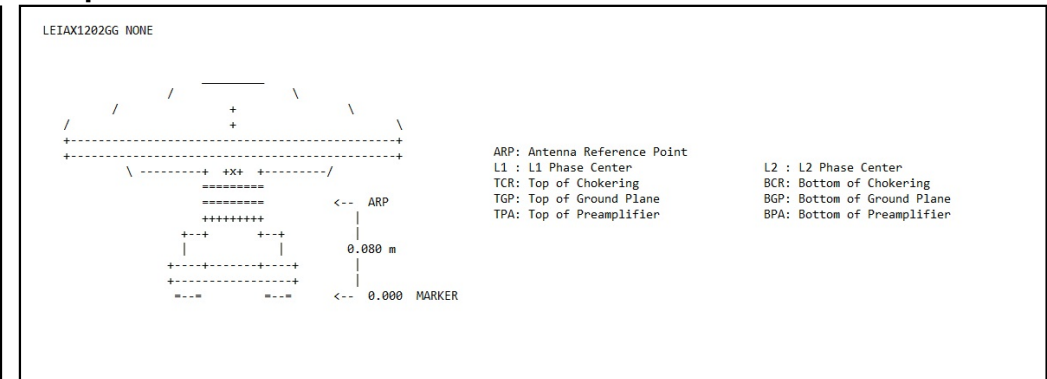 LEIAX1202GG NONE
ARP: Antenna Reference Point
L1 : L1 Phase Center L2 : L2 Phase Center
TCR: Top of Chokering BCR: Bottom of Chokering
<-- ARP TGP: Top of Ground Plane BGP: Bottom of Ground Plane
TPA: Top of Preamplifier BPA: Bottom of Preamplifier
0.080 m
<-- 0.000 MARKER